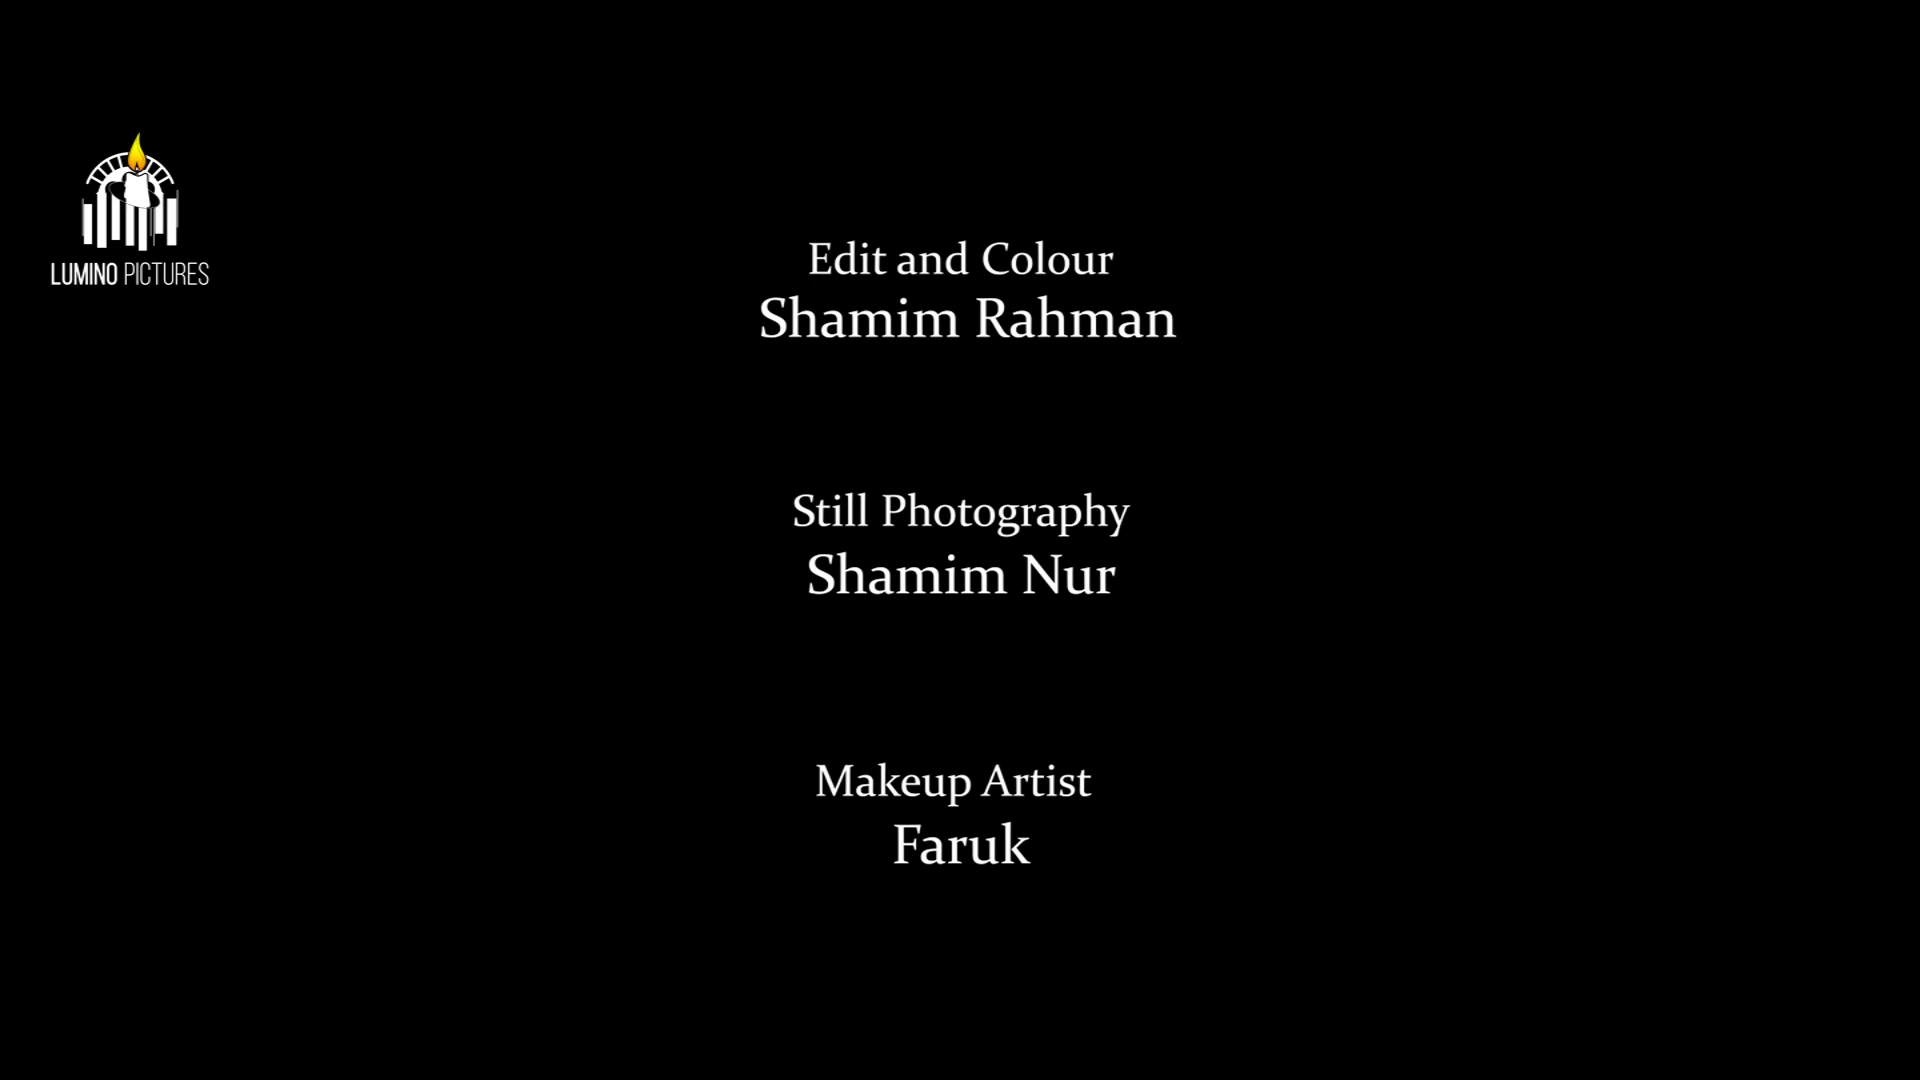 LUMINO PICTURES
Edit and Colour
Shamim Rahman
Still Photography
Shamim Nur
Makeup Artist
Faruk